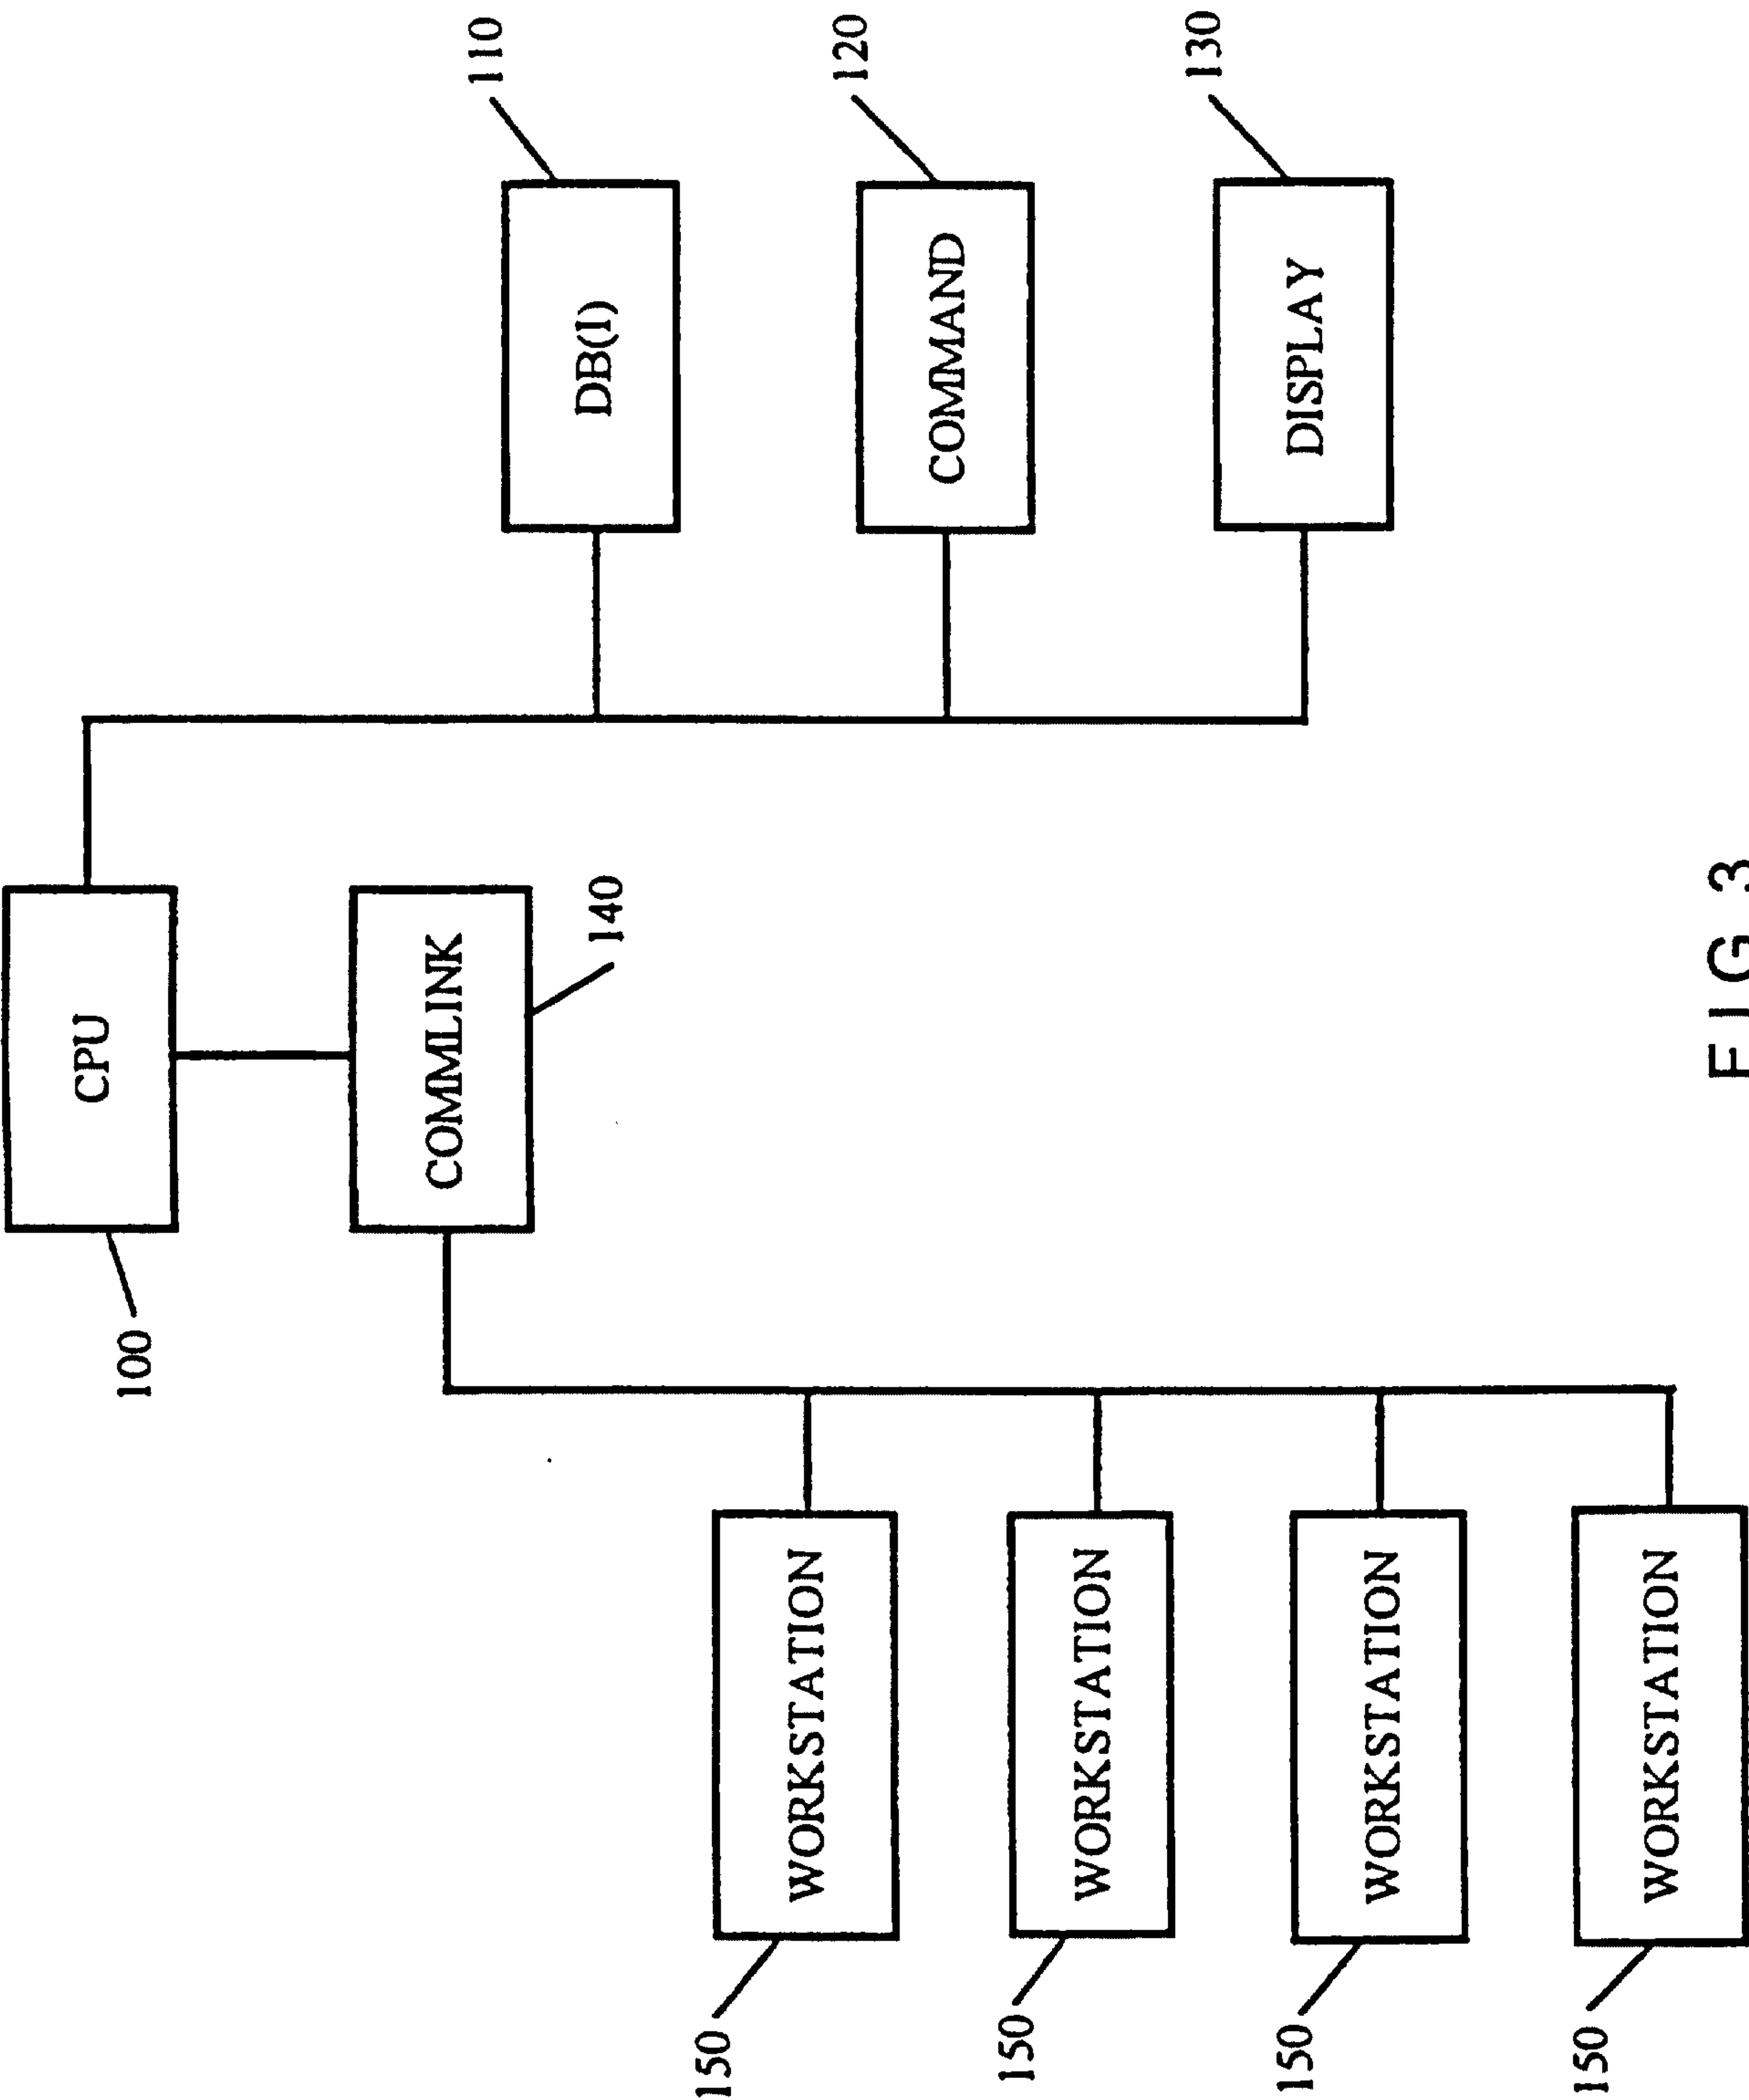 CPU
100
COMMLINK
140
DB(I)
110
COMMAND
120
DISPLAY
130
WORKSTATION
150
WORKSTATION
150
WORKSTATION
150
WORKSTATION
150
FIG 3